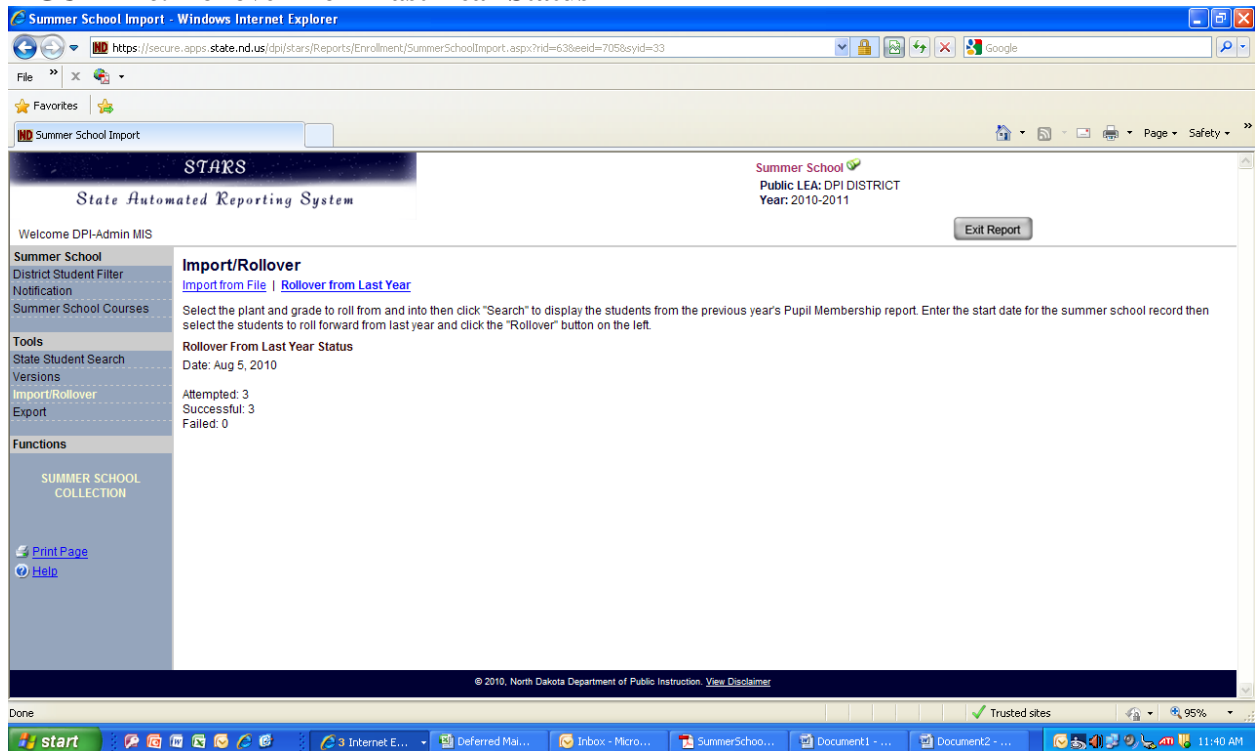 Summer School Import - Windows Internet Explorer
https://secure.apps.state.nd.us/dpi/stars/Reports/Enrollment/SummerSchoolImport.aspx?rid=63&eeid=705&syid=33
Google
File » X
Favorites
Summer School Import
Page Safety »
STARS
State Automated Reporting System
Summer School
Public LEA: DPI DISTRICT
Year: 2010-2011
Welcome DPI-Admin MIS
Exit Report
Summer School
District Student Filter
Notification
Summer School Courses
Tools
State Student Search
Versions
Import/Rollover
Export
Functions
SUMMER SCHOOL
COLLECTION
Print Page
Help
Import/Rollover
Import from File | Rollover from Last Year
Select the plant and grade to roll from and into then click "Search" to display the students from the previous year's Pupil Membership report. Enter the start date for the summer school record then
select the students to roll forward from last year and click the "Rollover" button on the left.
Rollover From Last Year Status
Date: Aug 5, 2010
Attempted: 3
Successful: 3
Failed: 0
© 2010, North Dakota Department of Public Instruction. View Disclaimer
Done
Trusted sites
95%
start
3 Internet E...
Deferred Mai...
Inbox - Micro...
SummerSchoo...
Document1 - ...
Document2 - ...
11:40 AM